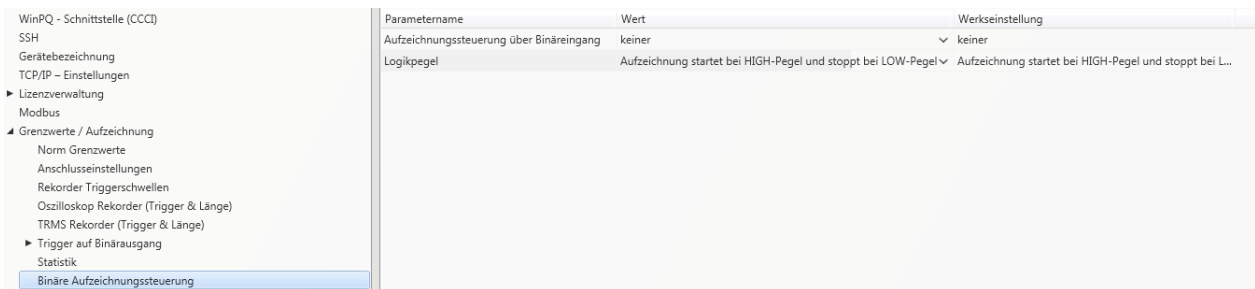 WinPQ - Schnittstelle (CCCI)
SSH
Gerätebezeichnung
TCP/IP – Einstellungen
Lizenzverwaltung
Modbus
Grenzwerte / Aufzeichnung
Norm Grenzwerte
Anschlusseinstellungen
Rekorder Triggerschwellen
Oszilloskop Rekorder (Trigger & Länge)
TRMS Rekorder (Trigger & Länge)
Trigger auf Binärausgang
Statistik
Binäre Aufzeichnungssteuerung
Parametername Wert Werkseinstellung
Aufzeichnungssteuerung über Binäreingang keiner keiner
Logikpegel Aufzeichnung startet bei HIGH-Pegel und stoppt bei LOW-Pegel Aufzeichnung startet bei HIGH-Pegel und stoppt bei L...